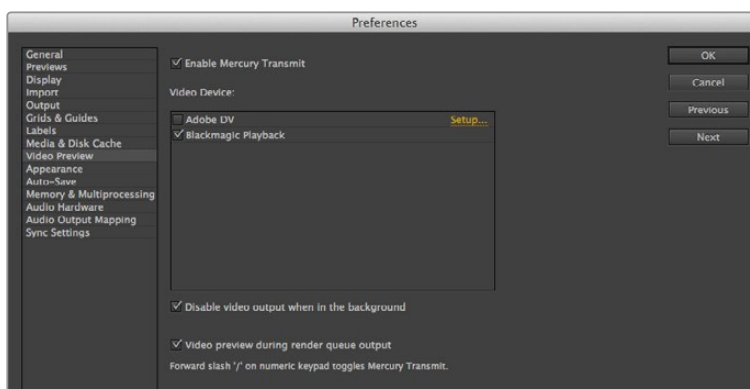 Preferences
General
Previews
Display
Import
Output
Grids & Guides
Labels
Media & Disk Cache
Video Preview
Appearance
Auto-Save
Memory & Multiprocessing
Audio Hardware
Audio Output Mapping
Sync Settings
Enable Mercury Transmit
Video Device:
Adobe DV Setup...
Blackmagic Playback
Disable video output when in the background
Video preview during render queue output
Forward slash '/' on numeric keypad toggles Mercury Transmit.
OK
Cancel
Previous
Next